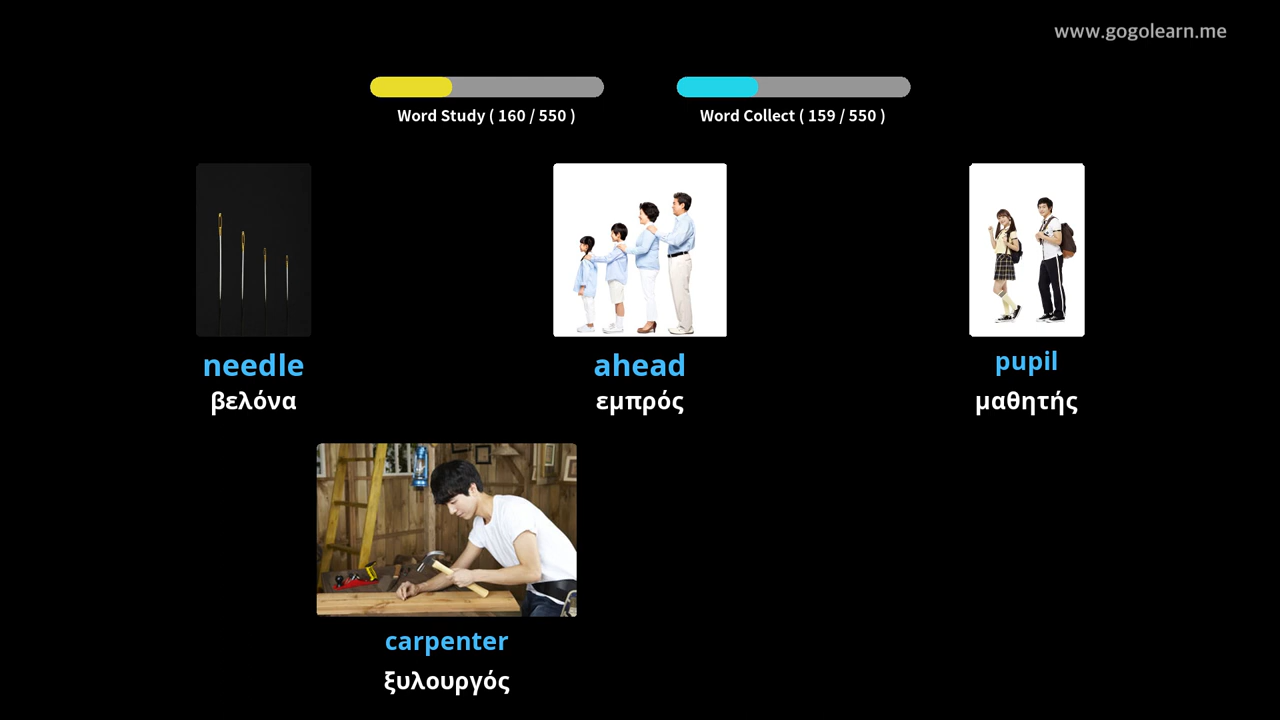 www.gogolearn.me
Word Study ( 160 / 550 )
Word Collect ( 159 / 550 )
needle
βελόνα
ahead
εμπρός
pupil
μαθητής
carpenter
ξυλουργός